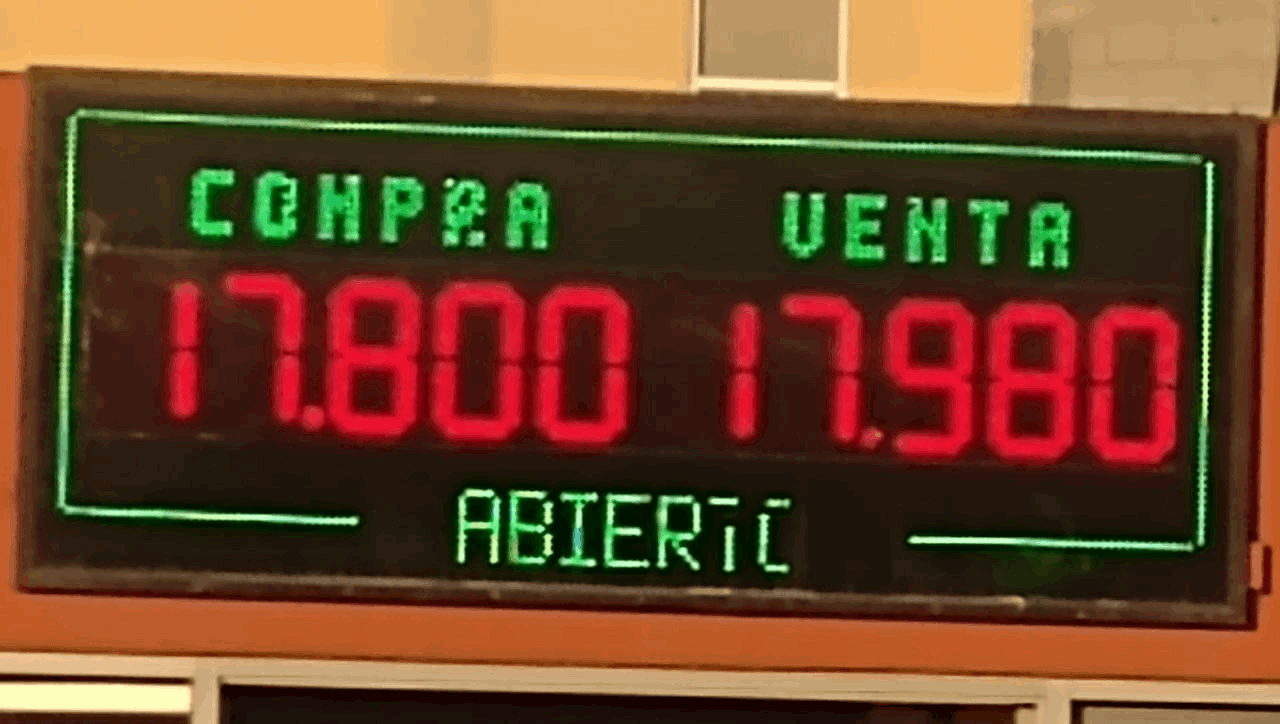 COMPRA VENTA
17.800 17.980
ABIERTO